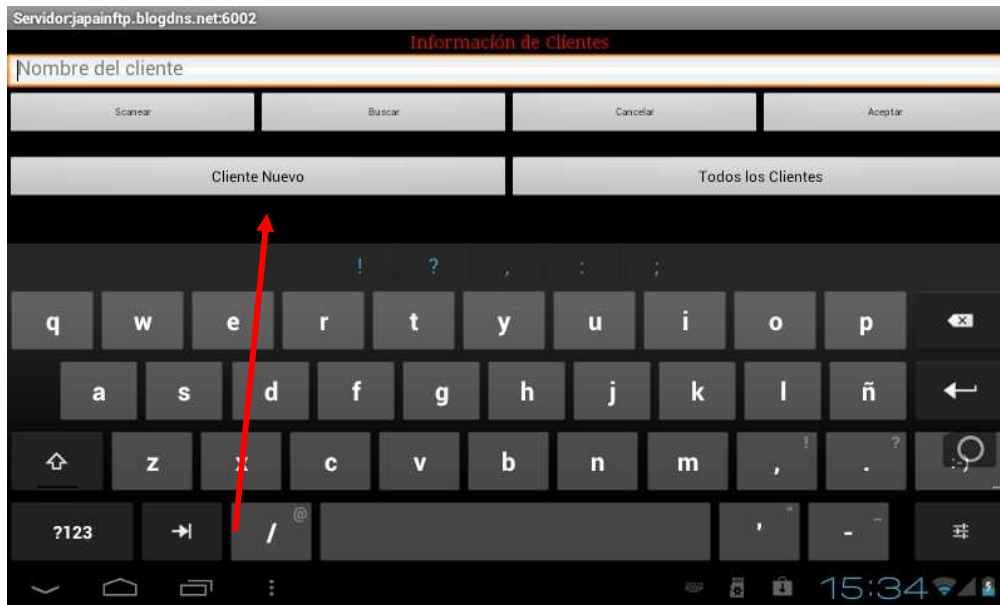 Servidor:japainftp.blogdns.net:6002
Información de Clientes
Nombre del cliente
Scanear Buscar Cancelar Aceptar
Cliente Nuevo Todos los Clientes
! ? , : ;
q w e r t y u i o p
a s d f g h j k l ñ
z x c v b n m , ! . ? :-)
?123 / @ ' " - _
15:34